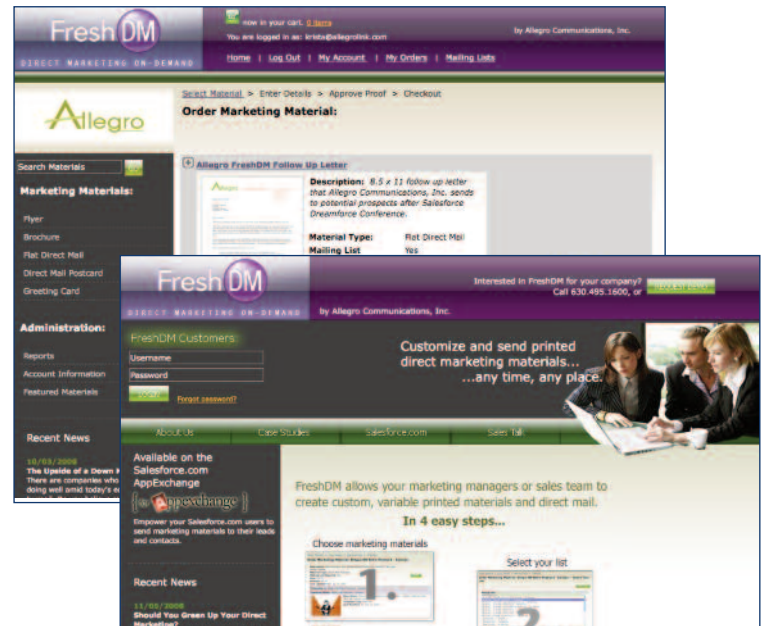 Fresh DM
DIRECT MARKETING ON-DEMAND
now in your cart. 0 items
You are logged in as: krista@allegrolink.com
by Allegro Communications, Inc.
Home | Log Out | My Account | My Orders | Mailing Lists
Allegro
Select Material > Enter Details > Approve Proof > Checkout
Order Marketing Material:
Search Materials
Marketing Materials:
Flyer
Brochure
Flat Direct Mail
Direct Mail Postcard
Greeting Card
Administration:
Reports
Account Information
Featured Materials
Recent News
10/03/2008
The Upside of a Down
There are companies who
doing well amid today's
Allegro FreshDM Follow Up Letter
Allegro
Description: 8.5 x 11 follow up letter
that Allegro Communications, Inc. sends
to potential prospects after Salesforce
Dreamforce Conference.
Material Type: Flat Direct Mail
Mailing List Yes
Fresh DM
DIRECT MARKETING ON-DEMAND
by Allegro Communications, Inc.
Interested in FreshDM for your company?
Call 630.495.1600, or
REQUEST DEMO
FreshDM Customers:
Username
Password
LOGIN
Forgot password?
Customize and send printed
direct marketing materials...
...any time, any place.
About Us
Case Studies
Salesforce.com
Sales Talk
Available on the
Salesforce.com
AppExchange
appexchange
Empower your Salesforce.com users to
send marketing materials to their leads
and contacts.
Recent News
11/05/2008
Should You Green Up Your Direct
Marketing?
FreshDM allows your marketing managers or sales team to
create custom, variable printed materials and direct mail.
In 4 easy steps...
Choose marketing materials
1.
Select your list
2